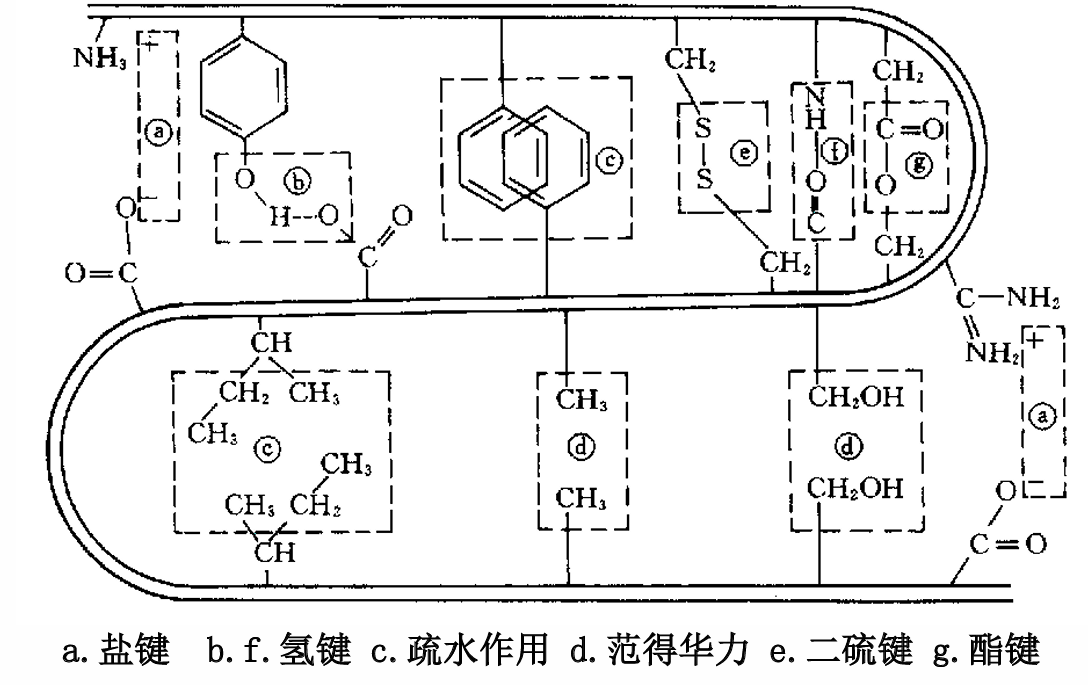 NH₃ + CH₂ CH₂
ⓐ N H S C=O
ⓑ ⓒ S ⓔ ⓕ ⓖ
O − O O O O
H--O C CH₂
O=C C CH₂ C—NH₂
CH NH₂ +
CH₂ CH₃ CH₃ CH₂OH ⓐ
CH₃ ⓒ ⓓ ⓓ
CH₃ CH₃ CH₂OH O −
CH₃ CH₂
CH C=O
a.盐键 b.f.氢键 c.疏水作用 d.范得华力 e.二硫键 g.酯键